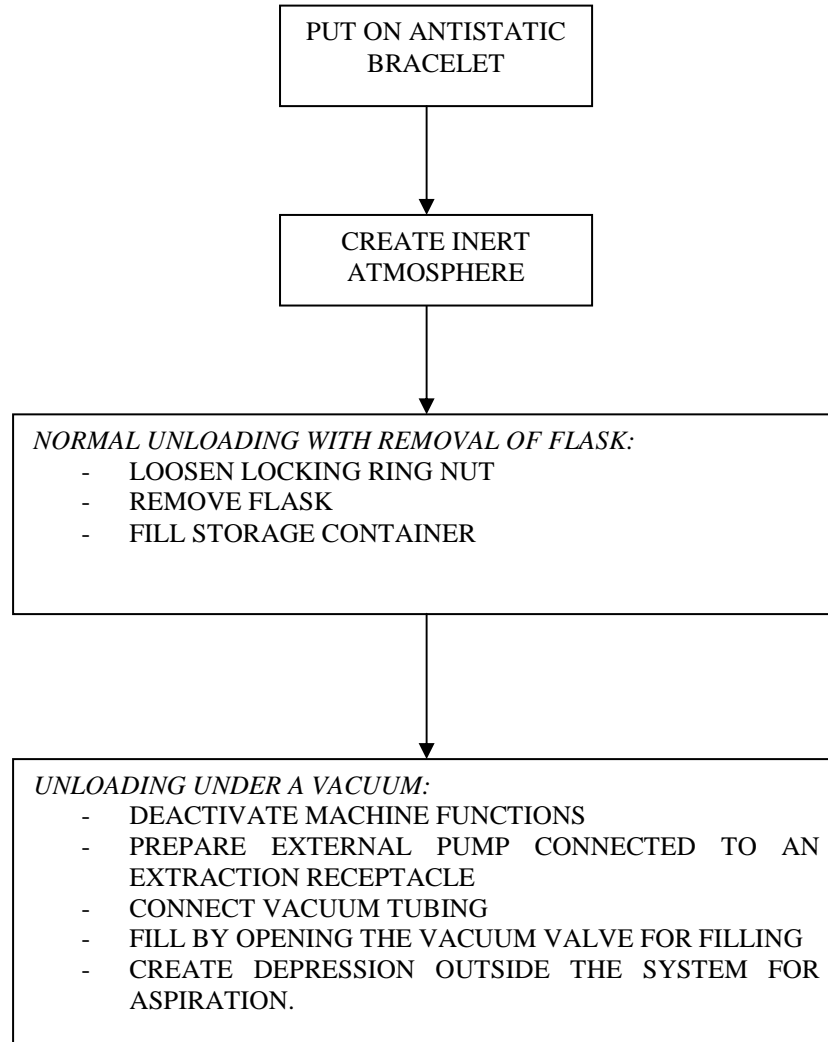 PUT ON ANTISTATIC
BRACELET
CREATE INERT
ATMOSPHERE
NORMAL UNLOADING WITH REMOVAL OF FLASK:
- LOOSEN LOCKING RING NUT
- REMOVE FLASK
- FILL STORAGE CONTAINER
UNLOADING UNDER A VACUUM:
- DEACTIVATE MACHINE FUNCTIONS
- PREPARE EXTERNAL PUMP CONNECTED TO AN
EXTRACTION RECEPTACLE
- CONNECT VACUUM TUBING
- FILL BY OPENING THE VACUUM VALVE FOR FILLING
- CREATE DEPRESSION OUTSIDE THE SYSTEM FOR
ASPIRATION.